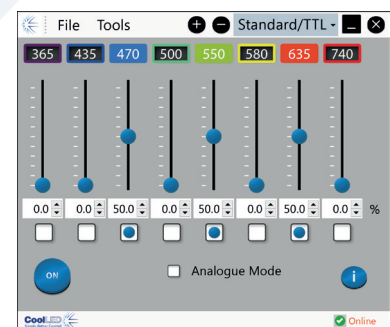 File Tools Standard/TTL
365 435 470 500 550 580 635 740
0.0 0.0 50.0 0.0 50.0 0.0 50.0 0.0 %
ON Analogue Mode i
CoolLED
Online